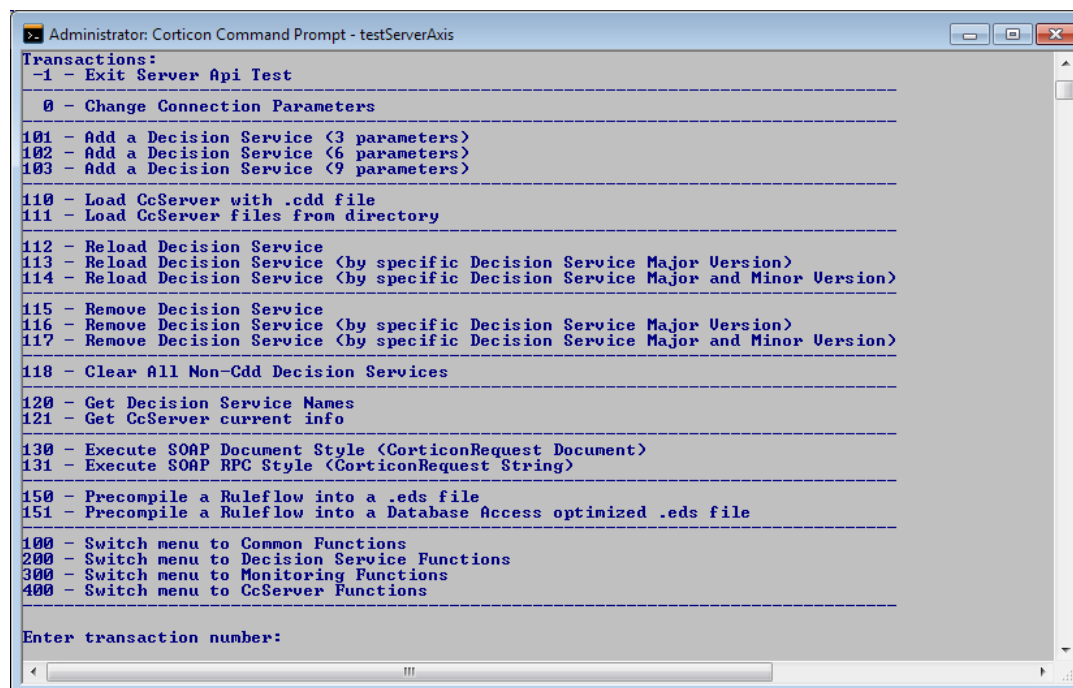 Administrator: Corticon Command Prompt - testServerAxis
Transactions:
-1 - Exit Server Api Test
0 - Change Connection Parameters
101 - Add a Decision Service (3 parameters)
102 - Add a Decision Service (6 parameters)
103 - Add a Decision Service (9 parameters)
110 - Load CcServer with .cdd file
111 - Load CcServer files from directory
112 - Reload Decision Service
113 - Reload Decision Service (by specific Decision Service Major Version)
114 - Reload Decision Service (by specific Decision Service Major and Minor Version)
115 - Remove Decision Service
116 - Remove Decision Service (by specific Decision Service Major Version)
117 - Remove Decision Service (by specific Decision Service Major and Minor Version)
118 - Clear All Non-Cdd Decision Services
120 - Get Decision Service Names
121 - Get CcServer current info
130 - Execute SOAP Document Style (CorticonRequest Document)
131 - Execute SOAP RPC Style (CorticonRequest String)
150 - Precompile a Ruleflow into a .eds file
151 - Precompile a Ruleflow into a Database Access optimized .eds file
100 - Switch menu to Common Functions
200 - Switch menu to Decision Service Functions
300 - Switch menu to Monitoring Functions
400 - Switch menu to CcServer Functions
Enter transaction number: